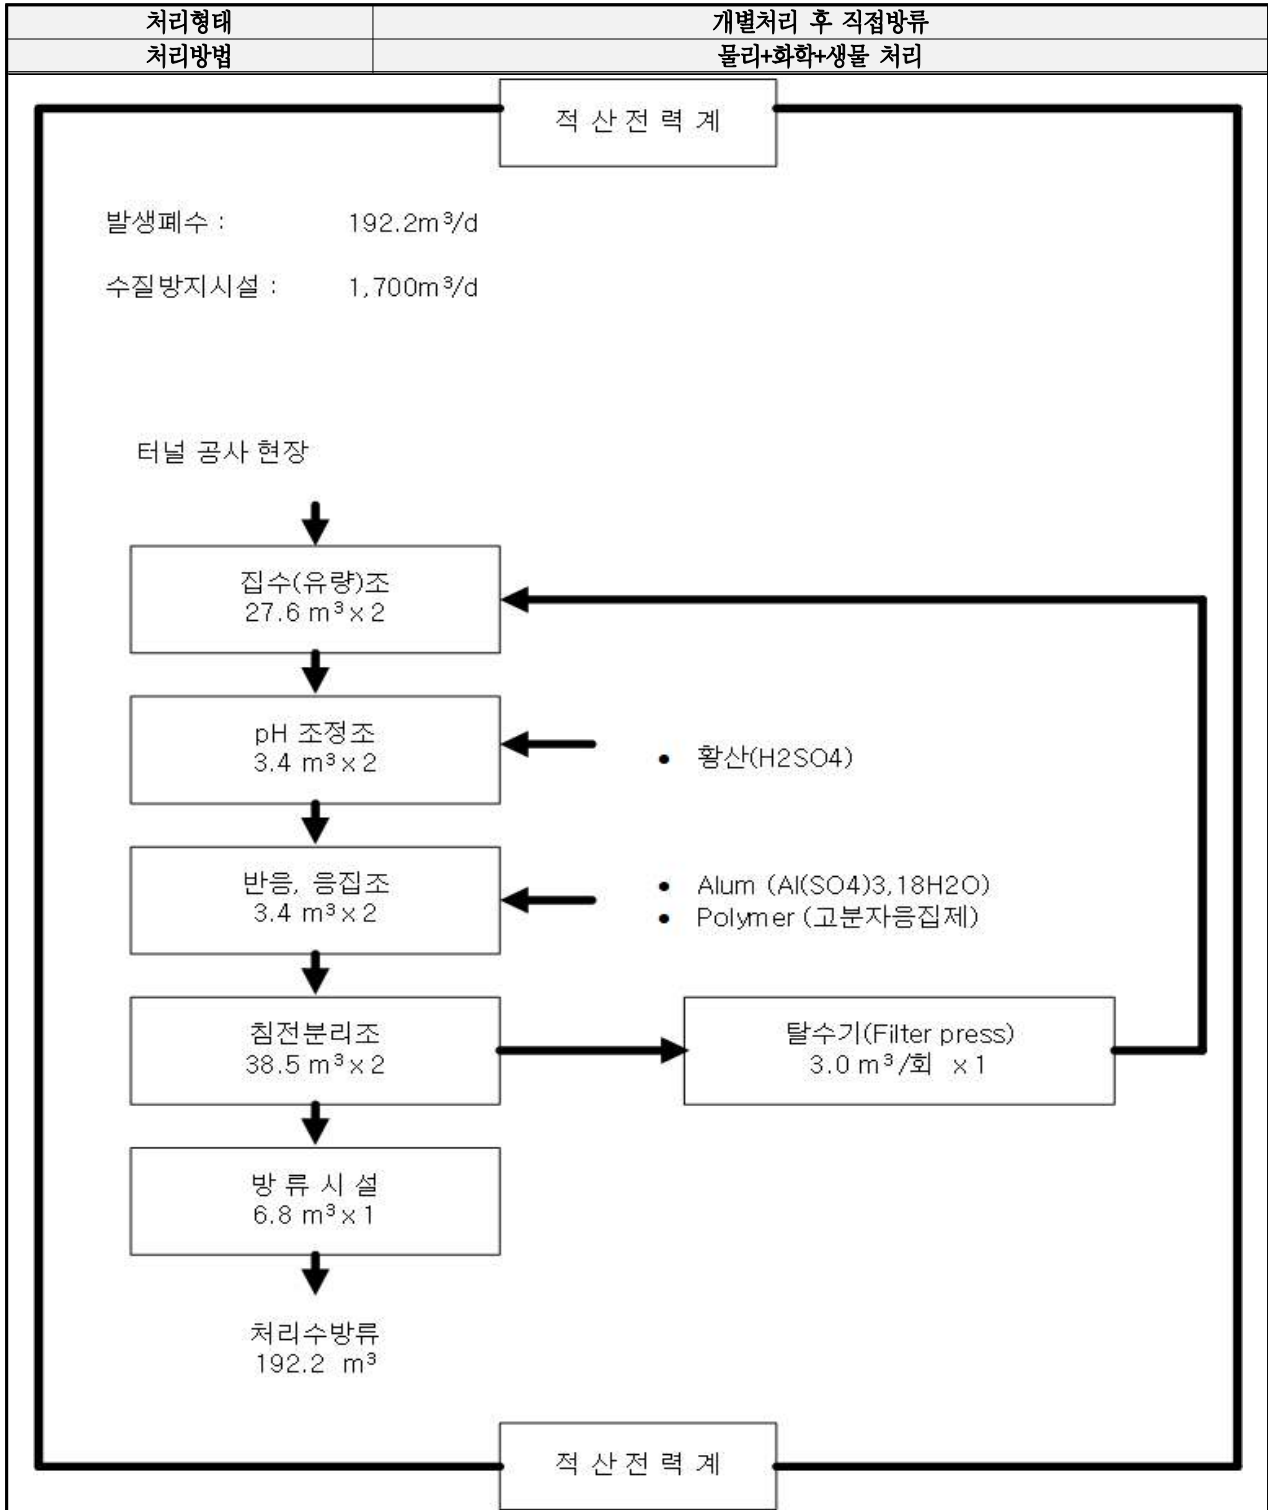 처리형태 개별처리 후 직접방류
처리방법 물리+화학+생물 처리
적 산 전 력 계
발생폐수 : 192.2m³/d
수질방지시설 : 1,700m³/d
터널 공사 현장
집수(유량)조
27.6 m³ x 2
pH 조정조
3.4 m³ x 2
• 황산(H2SO4)
반응, 응집조
3.4 m³ x 2
• Alum (Al(SO4)3,18H2O)
• Polymer (고분자응집제)
침전분리조
38.5 m³ x 2
탈수기(Filter press)
3.0 m³/회 x 1
방 류 시 설
6.8 m³ x 1
처리수방류
192.2 m³
적 산 전 력 계